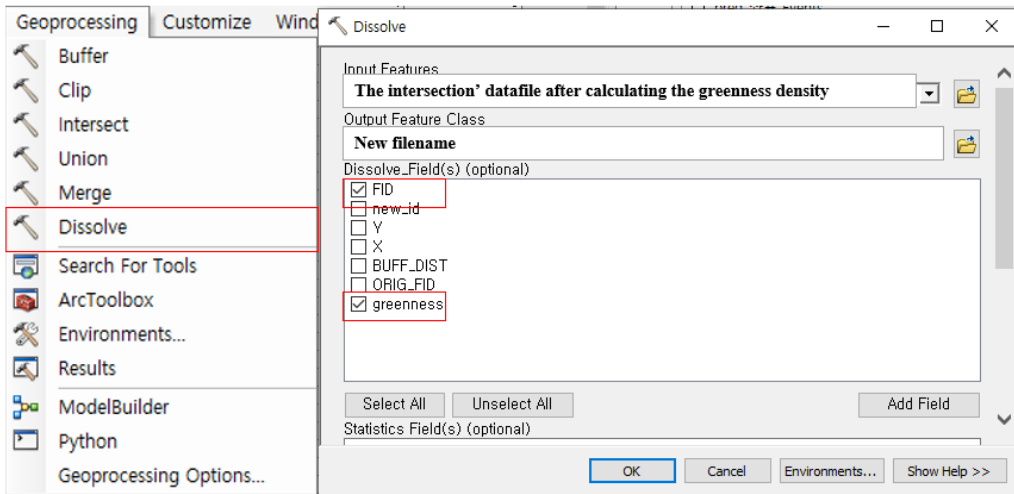 Geoprocessing Customize Wind
Buffer
Clip
Intersect
Union
Merge
Dissolve
Search For Tools
ArcToolbox
Environments...
Results
ModelBuilder
Python
Geoprocessing Options...
Dissolve
Input Features
The intersection' datafile after calculating the greenness density
Output Feature Class
New filename
Dissolve_Field(s) (optional)
FID
new_id
Y
X
BUFF_DIST
ORIG_FID
greenness
Select All Unselect All Add Field
Statistics Field(s) (optional)
OK Cancel Environments... Show Help >>